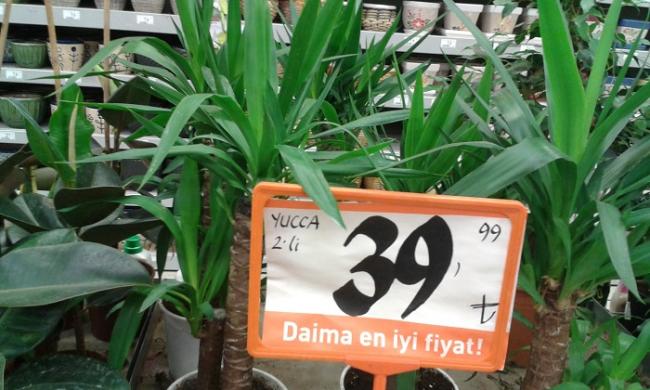 YUCCA
2'li
39,99 ₺
Daima en iyi fiyat!